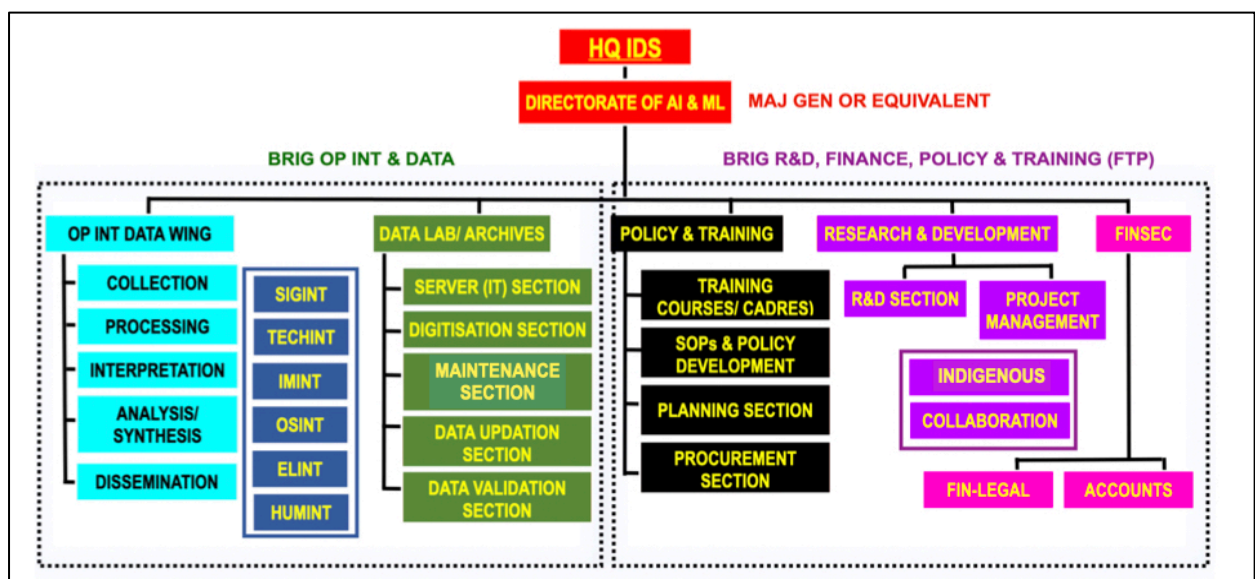 HQ IDS
DIRECTORATE OF AI & ML
MAJ GEN OR EQUIVALENT
BRIG OP INT & DATA
BRIG R&D, FINANCE, POLICY & TRAINING (FTP)
OP INT DATA WING
COLLECTION
PROCESSING
INTERPRETATION
ANALYSIS/
SYNTHESIS
DISSEMINATION
SIGINT
TECHINT
IMINT
OSINT
ELINT
HUMINT
DATA LAB/ ARCHIVES
SERVER (IT) SECTION
DIGITISATION SECTION
MAINTENANCE
SECTION
DATA UPDATION
SECTION
DATA VALIDATION
SECTION
POLICY & TRAINING
TRAINING
COURSES/ CADRES)
SOPs & POLICY
DEVELOPMENT
PLANNING SECTION
PROCUREMENT
SECTION
RESEARCH & DEVELOPMENT
R&D SECTION
PROJECT
MANAGEMENT
INDIGENOUS
COLLABORATION
FINSEC
FIN-LEGAL
ACCOUNTS